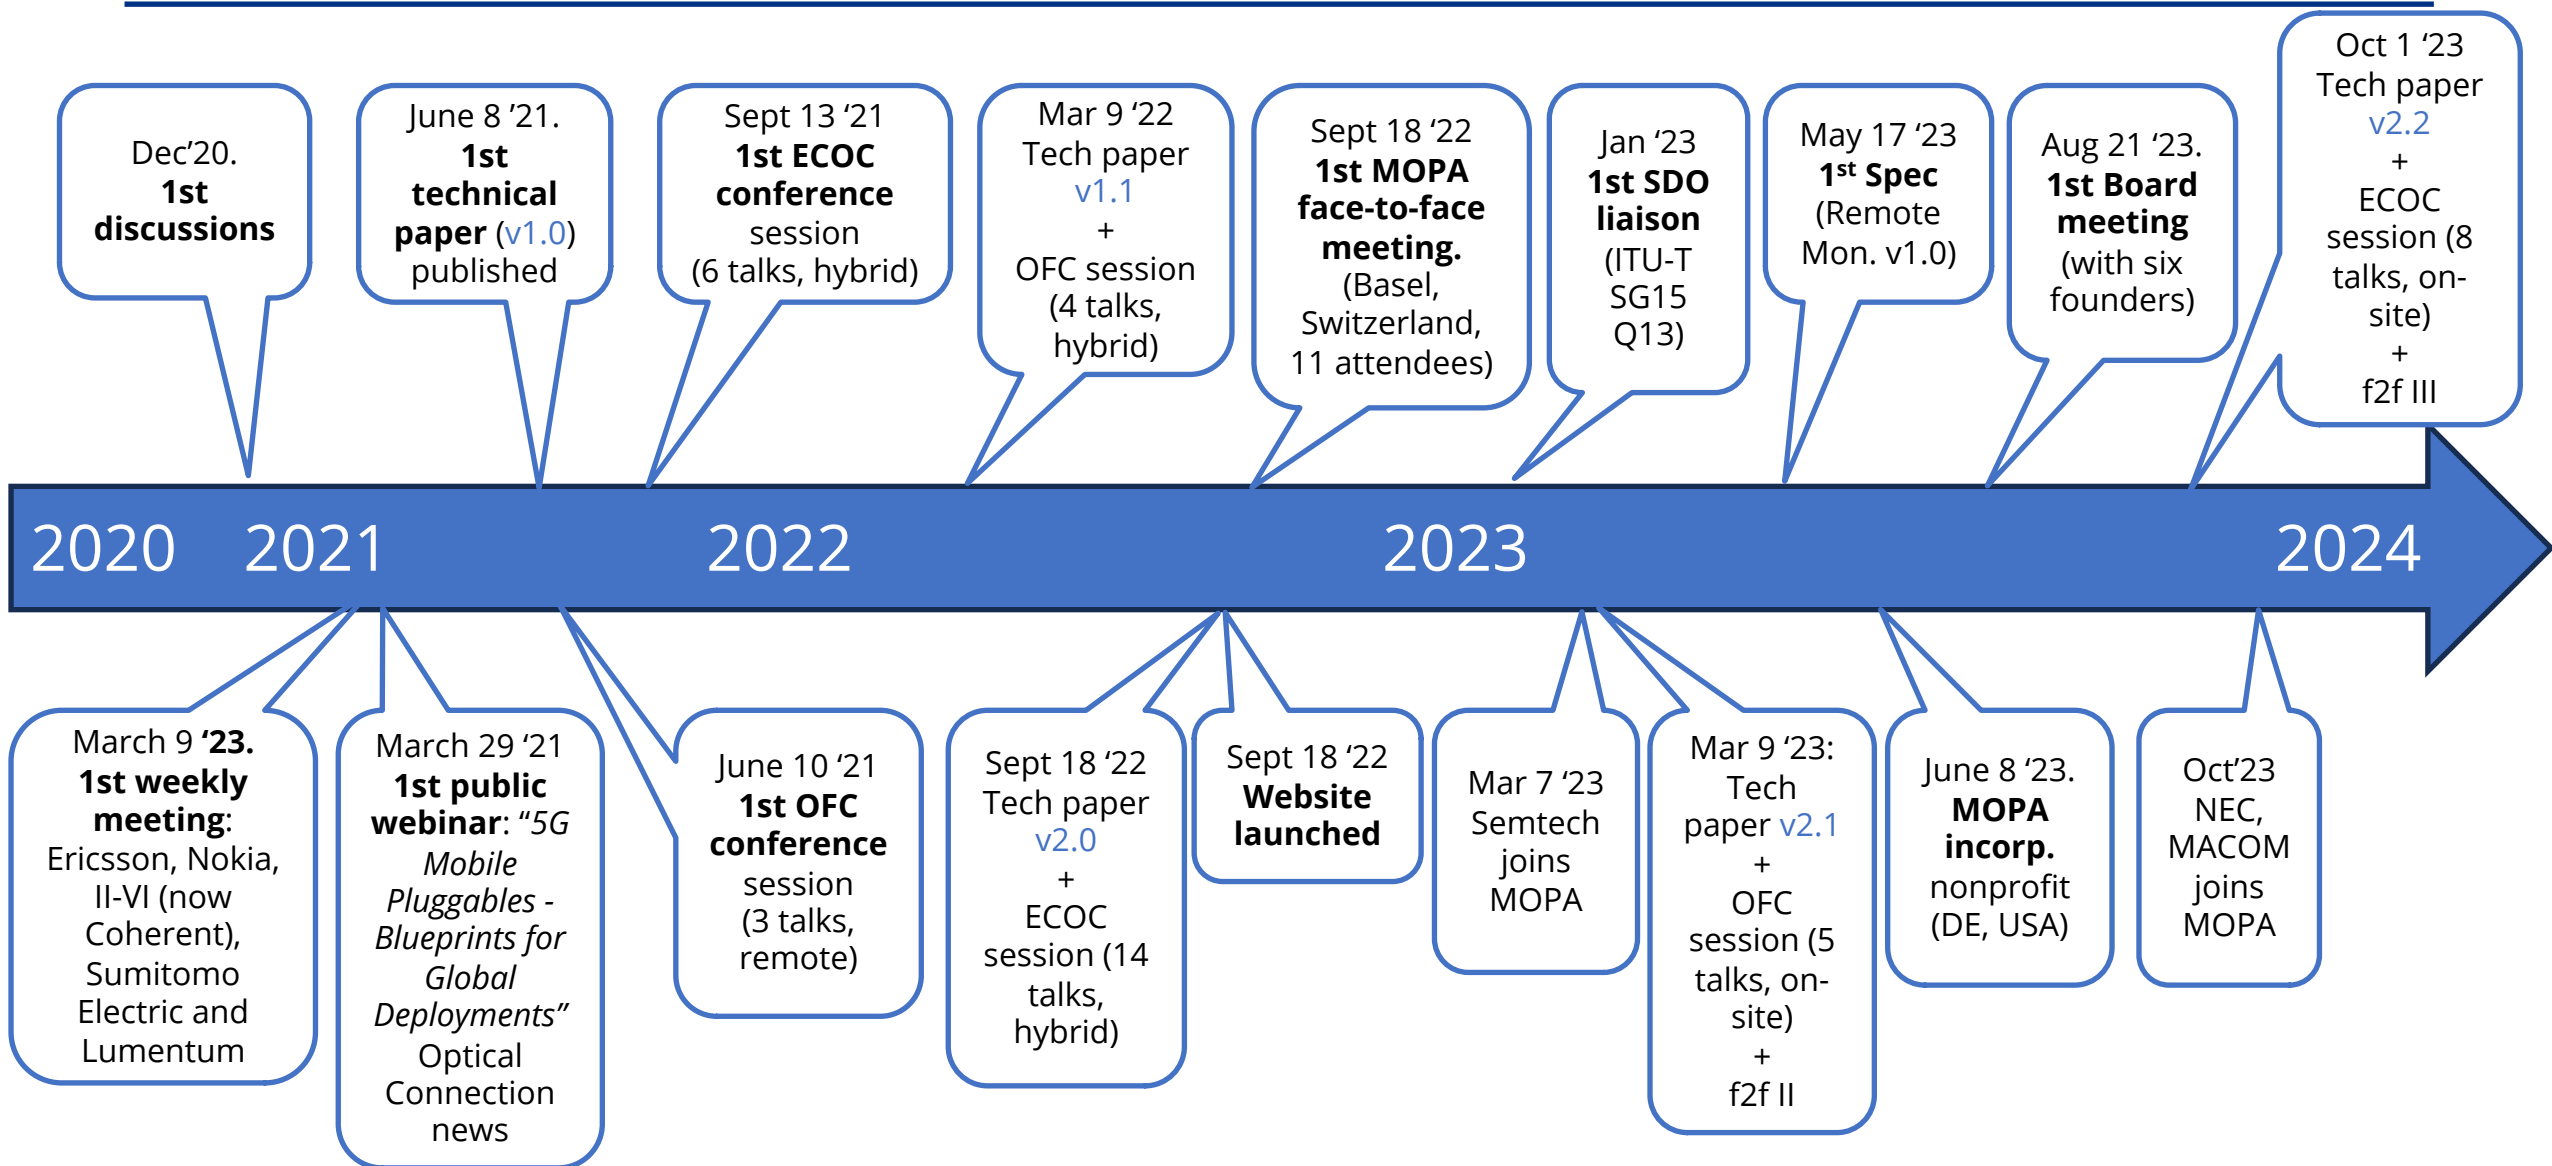 Dec’20.
1st
discussions
June 8 ’21.
1st
technical
paper (v1.0)
published
Sept 13 ‘21
1st ECOC
conference
session
(6 talks, hybrid)
Mar 9 ‘22
Tech paper
v1.1
+
OFC session
(4 talks,
hybrid)
Sept 18 ‘22
1st MOPA
face-to-face
meeting.
(Basel,
Switzerland,
11 attendees)
Jan ‘23
1st SDO
liaison
(ITU-T
SG15
Q13)
May 17 ‘23
1st Spec
(Remote
Mon. v1.0)
Aug 21 ‘23.
1st Board
meeting
(with six
founders)
Oct 1 ‘23
Tech paper
v2.2
+
ECOC
session (8
talks, on-
site)
+
f2f III
2020 2021 2022 2023 2024
March 9 ‘23.
1st weekly
meeting:
Ericsson, Nokia,
II-VI (now
Coherent),
Sumitomo
Electric and
Lumentum
March 29 ‘21
1st public
webinar: “5G
Mobile
Pluggables -
Blueprints for
Global
Deployments”
Optical
Connection
news
June 10 ‘21
1st OFC
conference
session
(3 talks,
remote)
Sept 18 ‘22
Tech paper
v2.0
+
ECOC
session (14
talks,
hybrid)
Sept 18 ‘22
Website
launched
Mar 7 ‘23
Semtech
joins
MOPA
Mar 9 ‘23:
Tech
paper v2.1
+
OFC
session (5
talks, on-
site)
+
f2f II
June 8 ‘23.
MOPA
incorp.
nonprofit
(DE, USA)
Oct’23
NEC,
MACOM
joins
MOPA